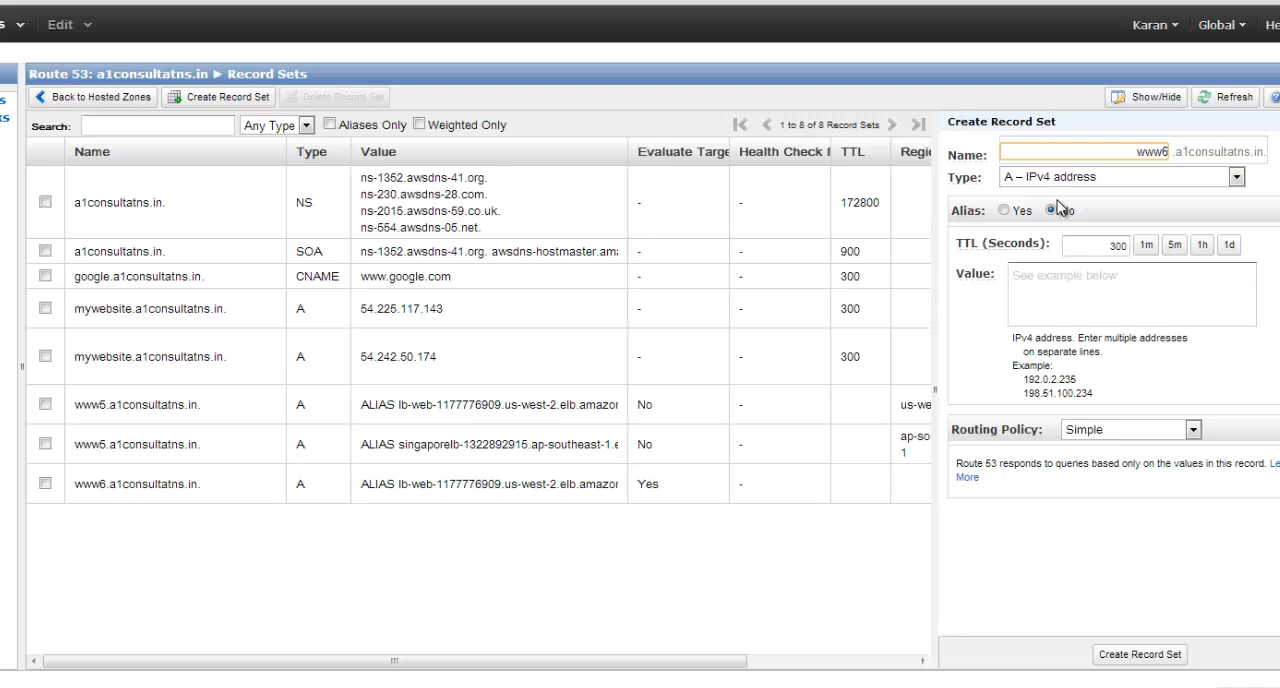 s
Edit
Karan
Global
He
Route 53: a1consultatns.in
Record Sets
s
ks
Back to Hosted Zones
Create Record Set
Delete Record Set
Show/Hide
Refresh
Search:
Any Type
Aliases Only
Weighted Only
1 to 8 of 8 Record Sets
Name
Type
Value
Evaluate Targe
Health Check I
TTL
Regio
a1consultatns.in.
NS
ns-1352.awsdns-41.org.
ns-230.awsdns-28.com.
ns-2015.awsdns-59.co.uk.
ns-554.awsdns-05.net.
-
-
172800
a1consultatns.in.
SOA
ns-1352.awsdns-41.org. awsdns-hostmaster.ama
-
-
900
google.a1consultatns.in.
CNAME
www.google.com
-
-
300
mywebsite.a1consultatns.in.
A
54.225.117.143
-
-
300
mywebsite.a1consultatns.in.
A
54.242.50.174
-
-
300
www5.a1consultatns.in.
A
ALIAS lb-web-1177776909.us-west-2.elb.amazor
No
-
us-we
www5.a1consultatns.in.
A
ALIAS singaporelb-1322892915.ap-southeast-1.e
No
-
ap-so
1
www6.a1consultatns.in.
A
ALIAS lb-web-1177776909.us-west-2.elb.amazor
Yes
-
Create Record Set
Name:
www6
.a1consultatns.in.
Type:
A – IPv4 address
Alias:
Yes
TTL (Seconds):
300
1m
5m
1h
1d
Value:
See example below
IPv4 address. Enter multiple addresses
on separate lines.
Example:
192.0.2.235
198.51.100.234
Routing Policy:
Simple
Route 53 responds to queries based only on the values in this record. Le
More
Create Record Set